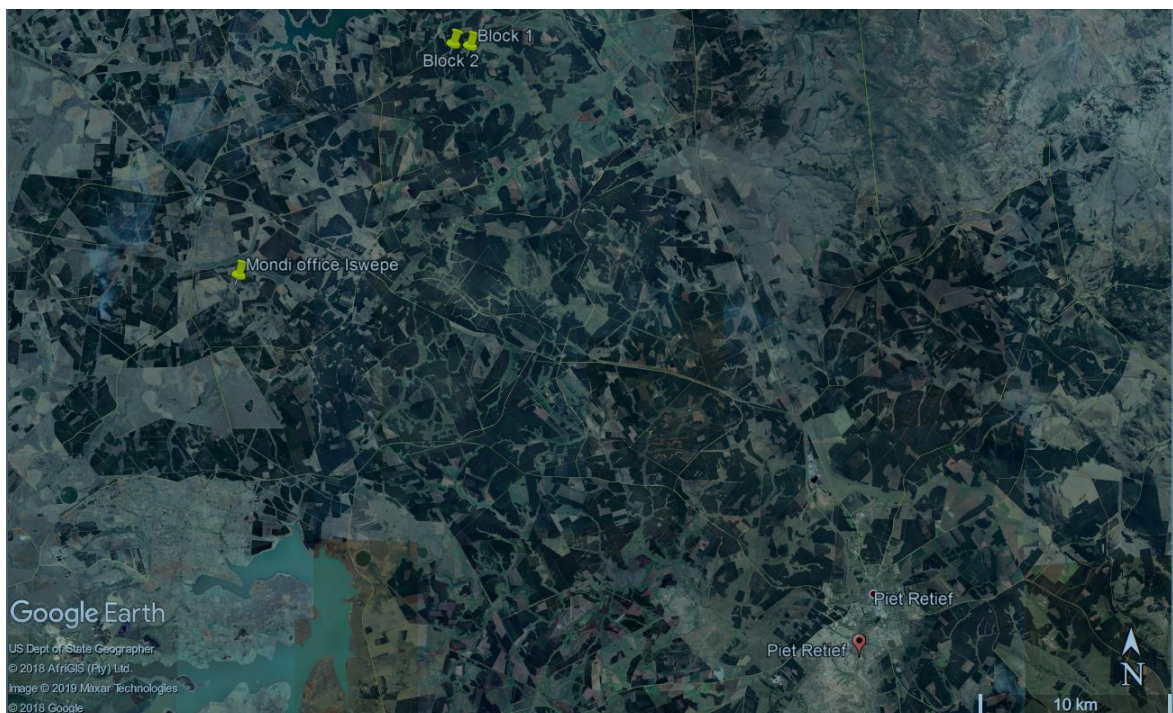 Block 1
Block 2
Mondi office Iswepe
Piet Retief
Piet Retief
Google Earth
US Dept of State Geographer
© 2018 AfriGIS (Pty) Ltd.
Image © 2019 Maxar Technologies
© 2018 Google
N
10 km